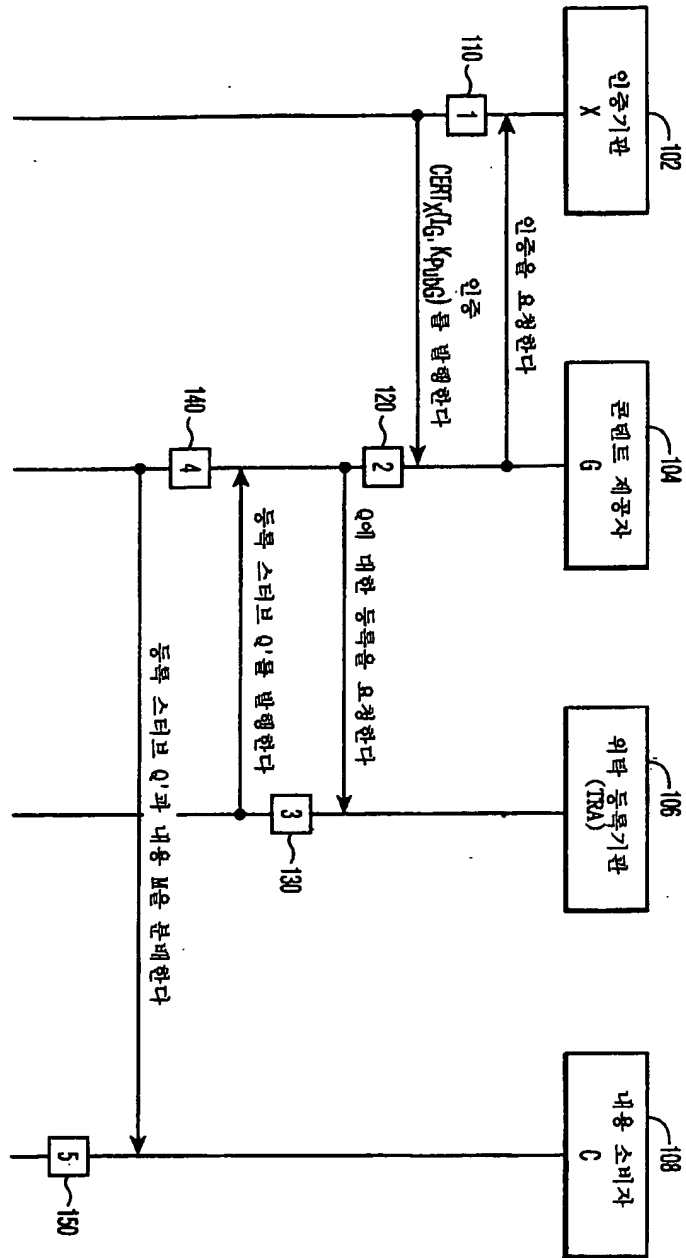 102
인증기관
X
104
콘텐트 제공자
G
106
위탁 등록기관
(TRA)
108
내용 소비자
C
인증을 요청한다
110
1
인증
CERTX(IG, KpubG)를 발행한다
120
2
Q에 대한 등록을 요청한다
3
130
등록 스터브 Q'를 발행한다
140
4
등록 스터브 Q'과 내용 M을 분배한다
5
150